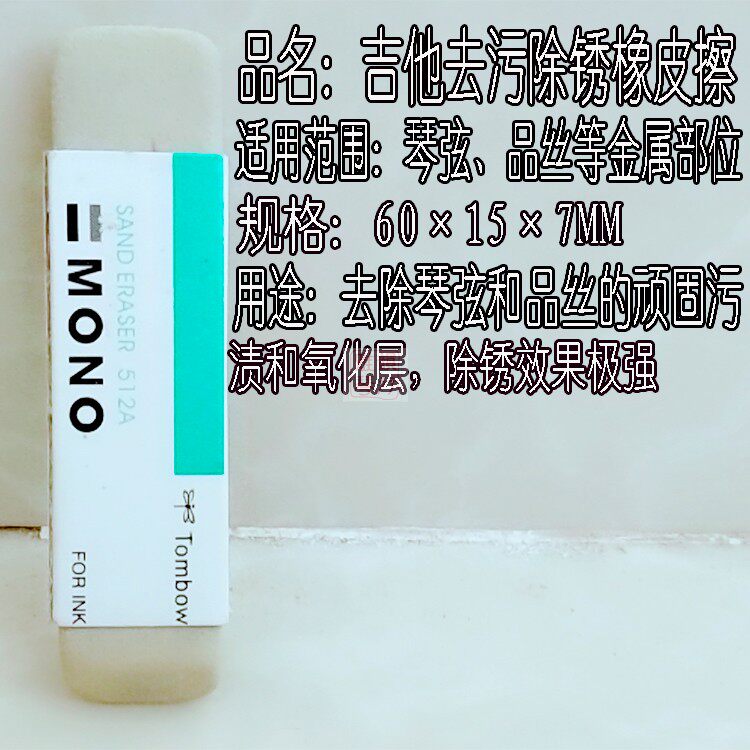 品名：吉他去污除锈橡皮擦
适用范围：琴弦、品丝等金属部位
规格：60×15×7MM
用途：去除琴弦和品丝的顽固污
渍和氧化层，除锈效果极强
SAND ERASER 512A
MONO
Tombow
FOR INK